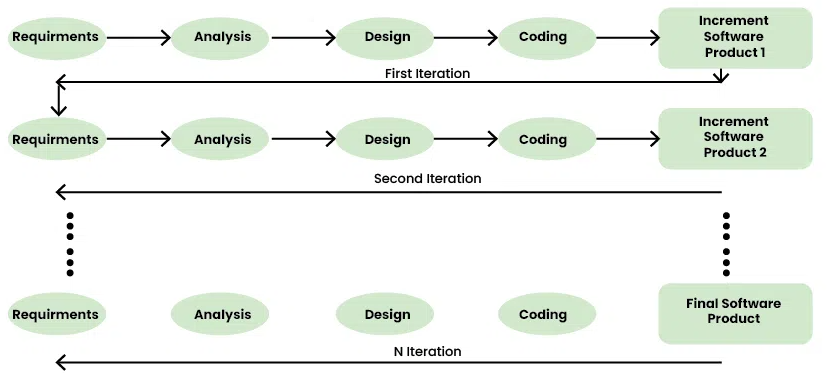 Requirments
Analysis
Design
Coding
Increment
Software
Product 1
First Iteration
Requirments
Analysis
Design
Coding
Increment
Software
Product 2
Second Iteration
Requirments
Analysis
Design
Coding
Final Software
Product
N Iteration